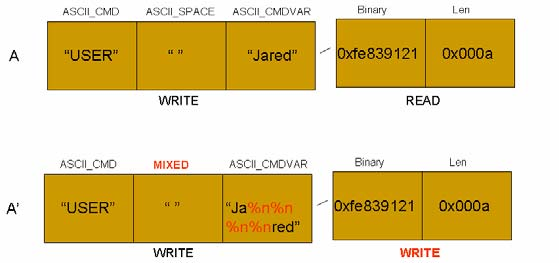 ASCII_CMD ASCII_SPACE ASCII_CMDVAR Binary Len
A "USER" " " "Jared" 0xfe839121 0x000a
WRITE READ
ASCII_CMD MIXED ASCII_CMDVAR Binary Len
A' "USER" " " "Ja%n%n 0xfe839121 0x000a
%n%nred"
WRITE WRITE